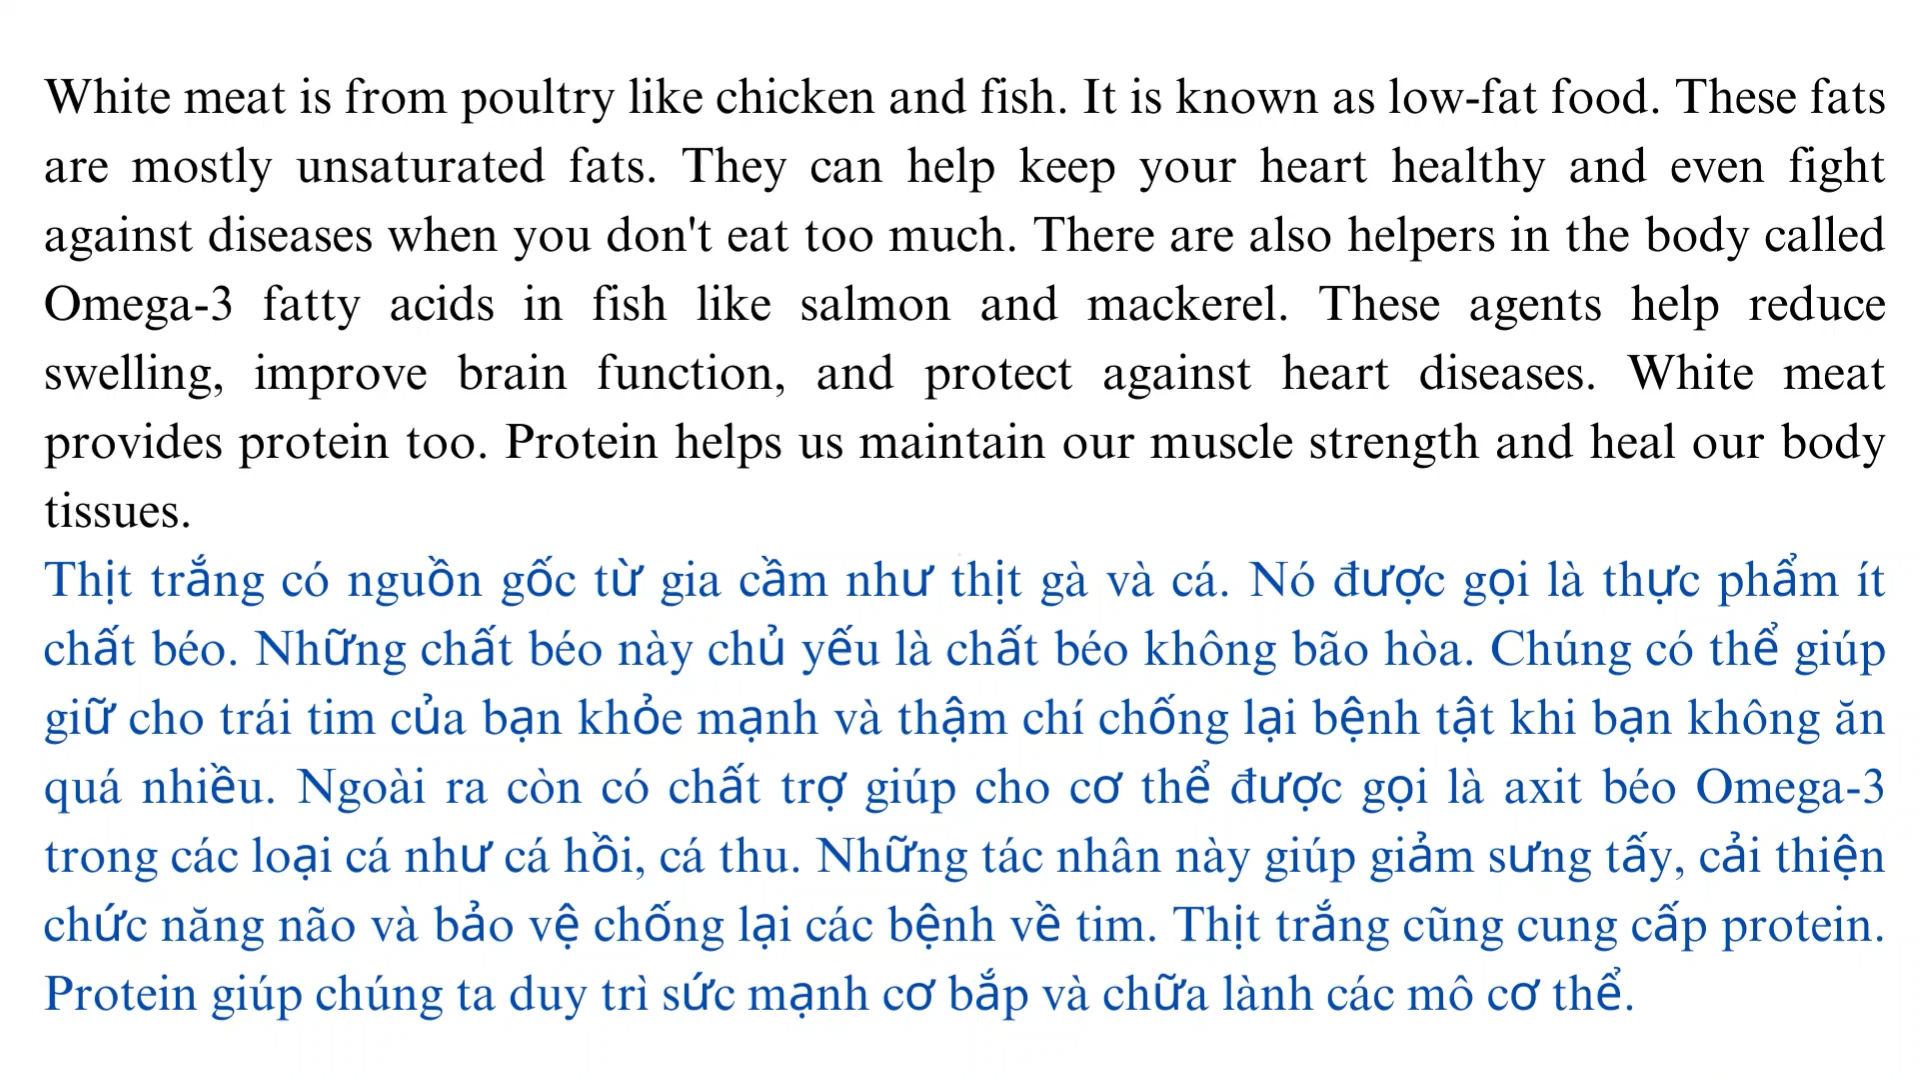 White meat is from poultry like chicken and fish. It is known as low-fat food. These fats
are mostly unsaturated fats. They can help keep your heart healthy and even fight
against diseases when you don't eat too much. There are also helpers in the body called
Omega-3 fatty acids in fish like salmon and mackerel. These agents help reduce
swelling, improve brain function, and protect against heart diseases. White meat
provides protein too. Protein helps us maintain our muscle strength and heal our body
tissues.
Thịt trắng có nguồn gốc từ gia cầm như thịt gà và cá. Nó được gọi là thực phẩm ít
chất béo. Những chất béo này chủ yếu là chất béo không bão hòa. Chúng có thể giúp
giữ cho trái tim của bạn khỏe mạnh và thậm chí chống lại bệnh tật khi bạn không ăn
quá nhiều. Ngoài ra còn có chất trợ giúp cho cơ thể được gọi là axit béo Omega-3
trong các loại cá như cá hồi, cá thu. Những tác nhân này giúp giảm sưng tấy, cải thiện
chức năng não và bảo vệ chống lại các bệnh về tim. Thịt trắng cũng cung cấp protein.
Protein giúp chúng ta duy trì sức mạnh cơ bắp và chữa lành các mô cơ thể.